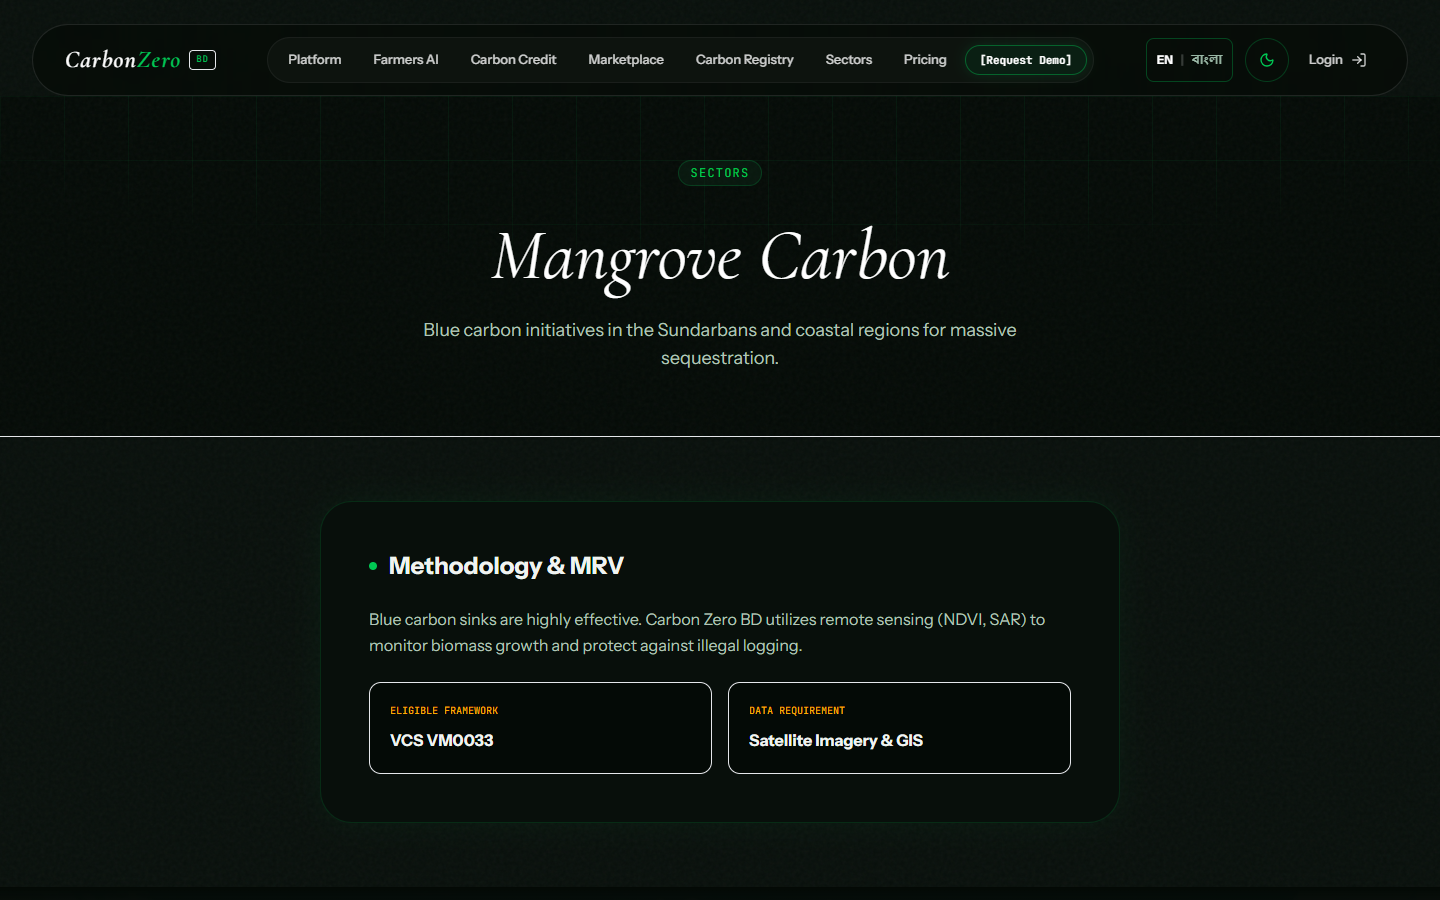 CarbonZero BD
Platform
Farmers AI
Carbon Credit
Marketplace
Carbon Registry
Sectors
Pricing
[Request Demo]
EN | বাংলা
Login
SECTORS
Mangrove Carbon
Blue carbon initiatives in the Sundarbans and coastal regions for massive
sequestration.
Methodology & MRV
Blue carbon sinks are highly effective. Carbon Zero BD utilizes remote sensing (NDVI, SAR) to
monitor biomass growth and protect against illegal logging.
ELIGIBLE FRAMEWORK
VCS VM0033
DATA REQUIREMENT
Satellite Imagery & GIS